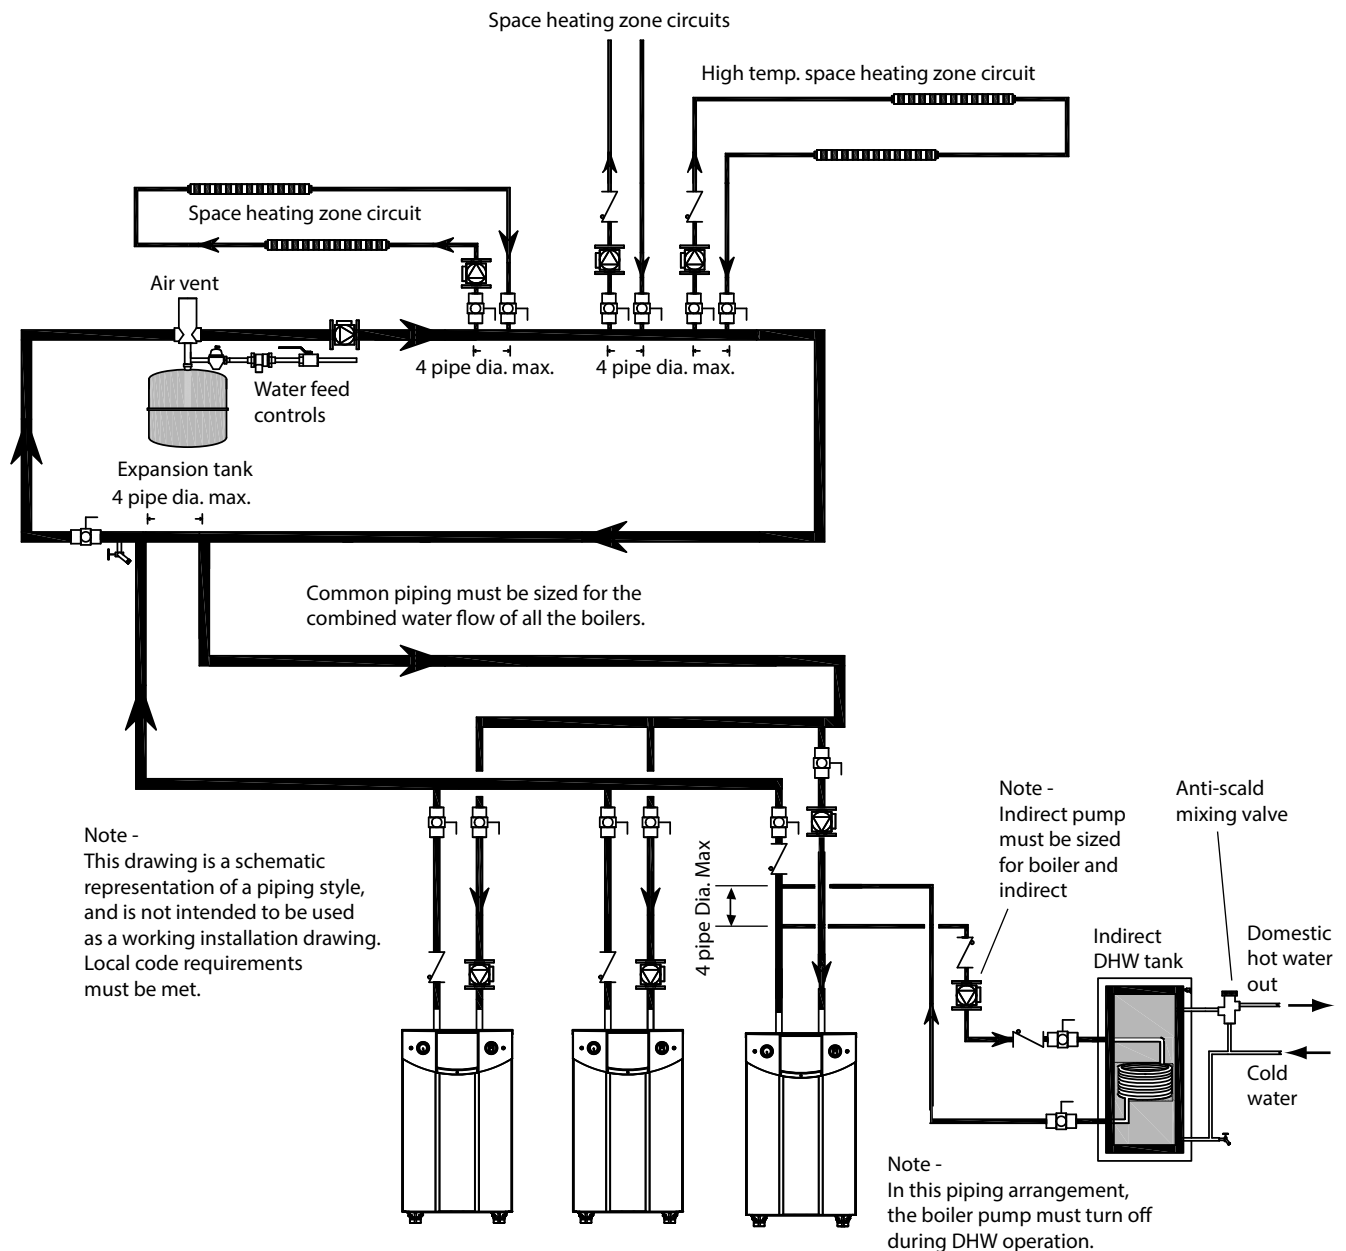 Space heating zone circuits
High temp. space heating zone circuit
Space heating zone circuit
Air vent
4 pipe dia. max.
4 pipe dia. max.
Water feed
controls
Expansion tank
4 pipe dia. max.
Common piping must be sized for the
combined water flow of all the boilers.
Note -
This drawing is a schematic
representation of a piping style,
and is not intended to be used
as a working installation drawing.
Local code requirements
must be met.
4 pipe Dia. Max
Note -
Indirect pump
must be sized
for boiler and
indirect
Anti-scald
mixing valve
Indirect
DHW tank
Domestic
hot water
out
Cold
water
Note -
In this piping arrangement,
the boiler pump must turn off
during DHW operation.